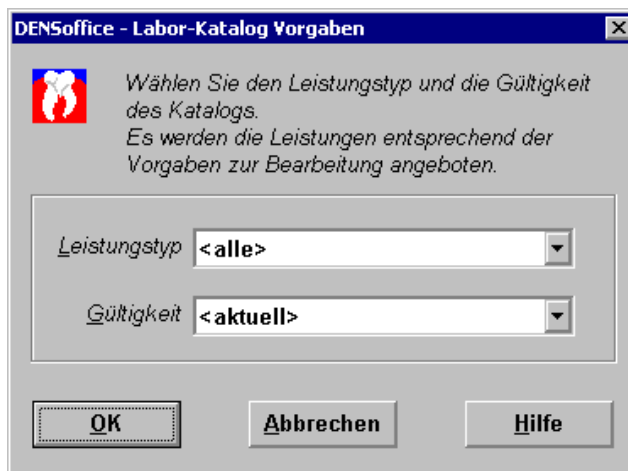 DENSoffice - Labor-Katalog Vorgaben
Wählen Sie den Leistungstyp und die Gültigkeit
des Katalogs.
Es werden die Leistungen entsprechend der
Vorgaben zur Bearbeitung angeboten.
Leistungstyp <alle>
Gültigkeit <aktuell>
OK Abbrechen Hilfe